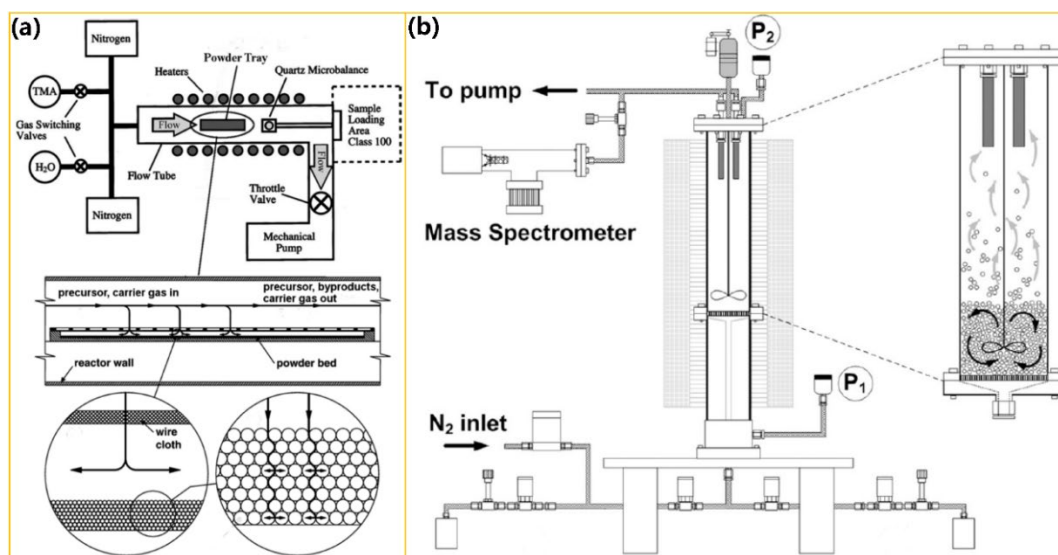 (a)
Nitrogen
Powder Tray
Heaters
Quartz Microbalance
TMA
Gas Switching
Valves
Flow
Sample
Loading
Area
Class 100
H₂O
Flow Tube
Flow
Throttle
Valve
Nitrogen
Mechanical
Pump
precursor, carrier gas in
precursor, byproducts,
carrier gas out
reactor wall
powder bed
wire
cloth
(b)
P₂
To pump
Mass Spectrometer
P₁
N₂ inlet